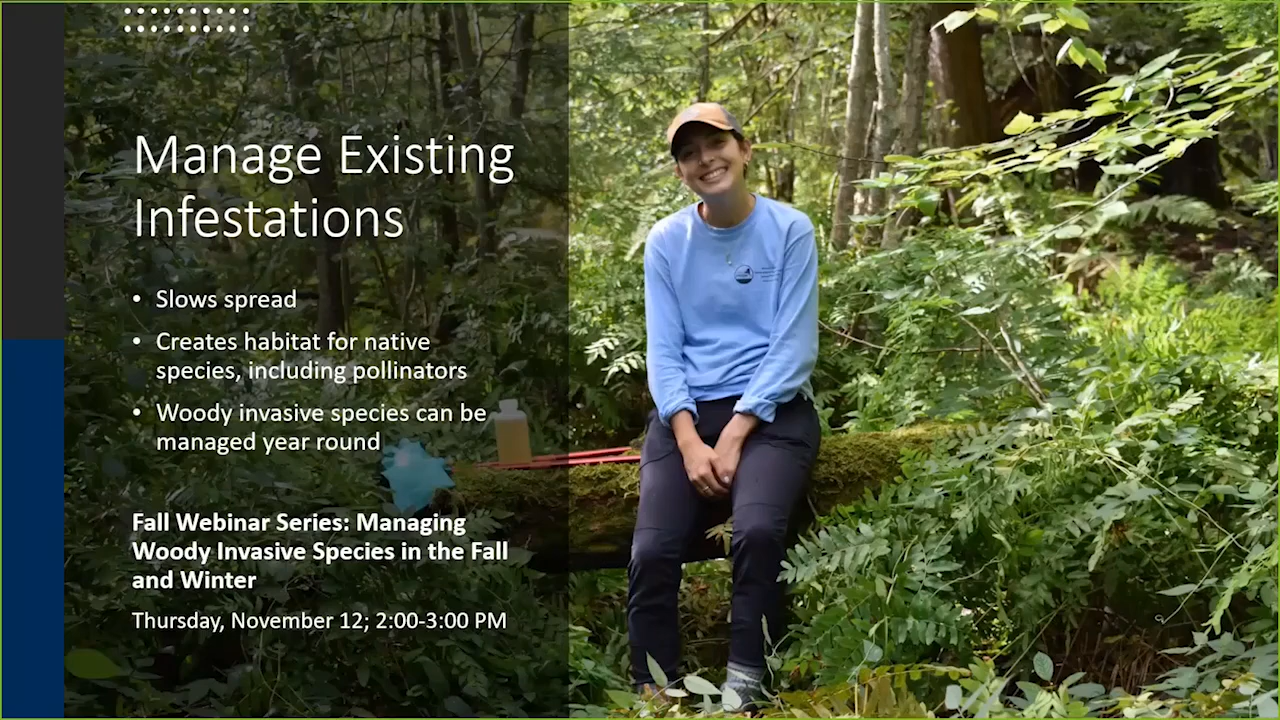 Manage Existing
Infestations
• Slows spread
• Creates habitat for native
species, including pollinators
• Woody invasive species can be
managed year round
Fall Webinar Series: Managing
Woody Invasive Species in the Fall
and Winter
Thursday, November 12; 2:00-3:00 PM